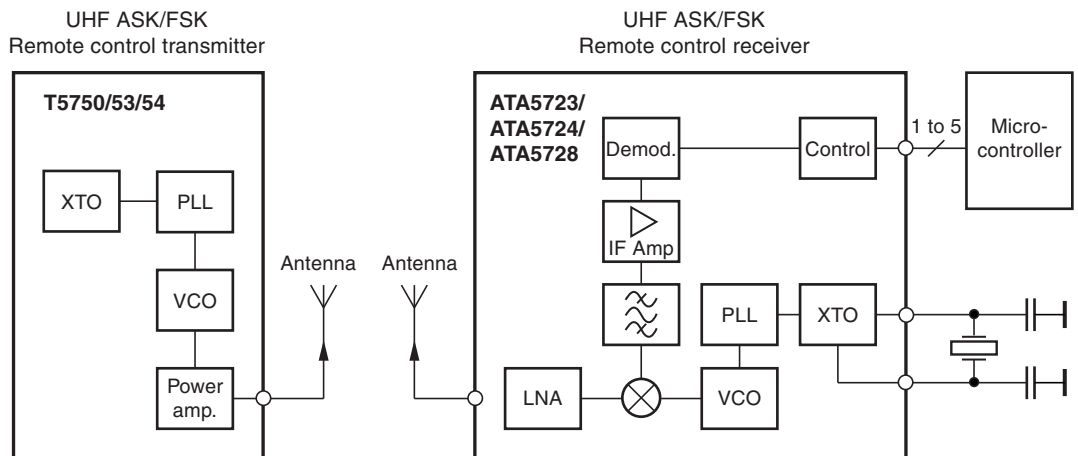 UHF ASK/FSK
Remote control transmitter
T5750/53/54
XTO
PLL
VCO
Power
amp.
Antenna
Antenna
UHF ASK/FSK
Remote control receiver
ATA5723/
ATA5724/
ATA5728
Demod.
Control
1 to 5
Micro-
controller
IF Amp
PLL
XTO
LNA
VCO